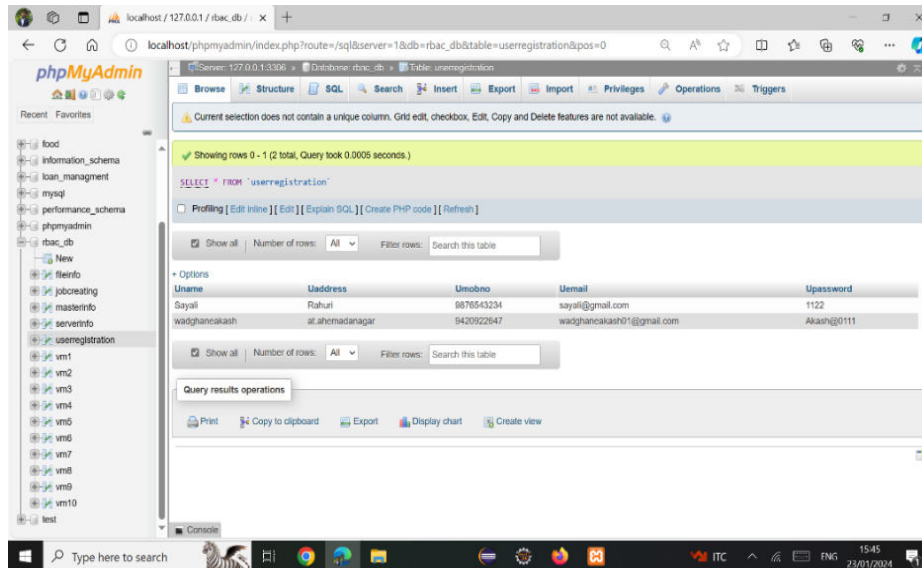 localhost / 127.0.0.1 / rbac_db /
localhost/phpmyadmin/index.php?route=/sql&server=1&db=rbac_db&table=userregistration&pos=0
phpMyAdmin
Recent Favorites
food
information_schema
loan_managment
mysql
performance_schema
phpmyadmin
rbac_db
New
fileinfo
jobcreating
masterinfo
serverinfo
userregistration
vm1
vm2
vm3
vm4
vm5
vm6
vm7
vm8
vm9
vm10
test
Server: 127.0.0.1:3306 » Database: rbac_db » Table: userregistration
Browse Structure SQL Search Insert Export Import Privileges Operations Triggers
Current selection does not contain a unique column. Grid edit, checkbox, Edit, Copy and Delete features are not available.
Showing rows 0 - 1 (2 total, Query took 0.0005 seconds.)
SELECT * FROM `userregistration`
Profiling [ Edit inline ] [ Edit ] [ Explain SQL ] [ Create PHP code ] [ Refresh ]
Show all | Number of rows: All Filter rows: Search this table
+ Options
Uname Uaddress Umobno Uemail Upassword
Sayali Rahuri 9876543234 sayali@gmail.com 1122
wadghaneakash at.ahemadanagar 9420922647 wadghaneakash01@gmail.com Akash@0111
Show all | Number of rows: All Filter rows: Search this table
Query results operations
Print Copy to clipboard Export Display chart Create view
Console
Type here to search
ITC ENG 15:45
23/01/2024